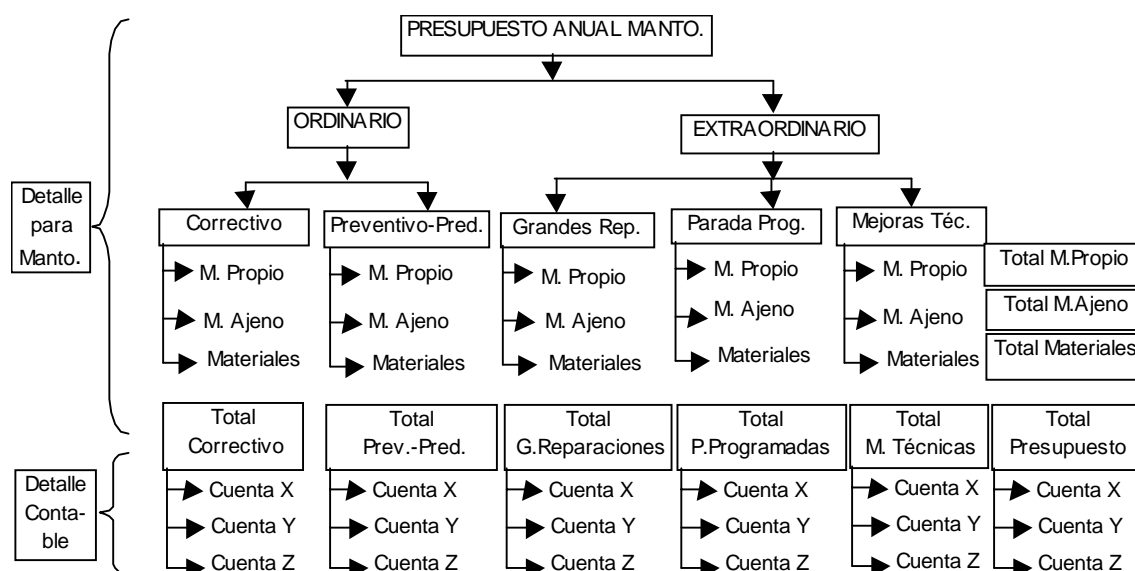 PRESUPUESTO ANUAL MANTO.
ORDINARIO
EXTRAORDINARIO
Detalle
para
Manto.
Correctivo
Preventivo-Pred.
Grandes Rep.
Parada Prog.
Mejoras Téc.
M. Propio
M. Propio
M. Propio
M. Propio
M. Propio
Total M.Propio
M. Ajeno
M. Ajeno
M. Ajeno
M. Ajeno
M. Ajeno
Total M.Ajeno
Materiales
Materiales
Materiales
Materiales
Materiales
Total Materiales
Total
Correctivo
Total
Prev.-Pred.
Total
G.Reparaciones
Total
P.Programadas
Total
M. Técnicas
Total
Presupuesto
Detalle
Conta-
ble
Cuenta X
Cuenta X
Cuenta X
Cuenta X
Cuenta X
Cuenta X
Cuenta Y
Cuenta Y
Cuenta Y
Cuenta Y
Cuenta Y
Cuenta Y
Cuenta Z
Cuenta Z
Cuenta Z
Cuenta Z
Cuenta Z
Cuenta Z